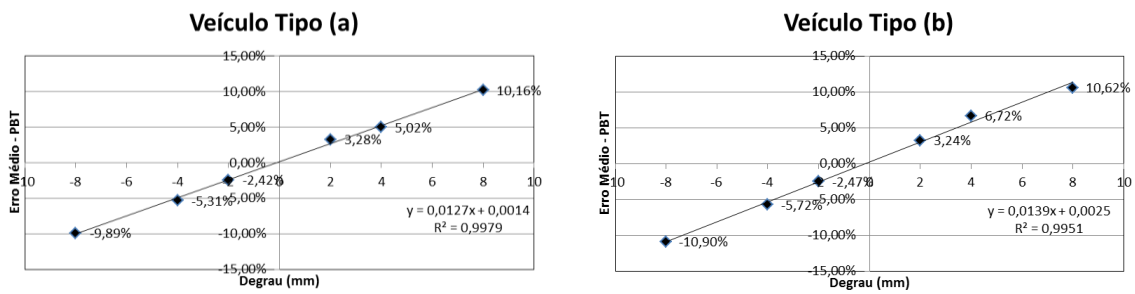 Veículo Tipo (a)
15,00%
10,00%
10,16%
5,00%
5,02%
3,28%
0,00%
10 -8 -6 -4 -2 0 2 4 6 8 10
-2,42%
-5,31%
-5,00%
-9,89%
-10,00%
-15,00%
y = 0,0127x + 0,0014
R² = 0,9979
Erro Médio - PBT
Degrau (mm)
Veículo Tipo (b)
15,00%
10,00%
10,62%
6,72%
5,00%
3,24%
0,00%
10 -8 -6 -4 -2 0 2 4 6 8 10
-2,47%
-5,72%
-5,00%
-10,90%
-10,00%
-15,00%
y = 0,0139x + 0,0025
R² = 0,9951
Erro Médio - PBT
Degrau (mm)